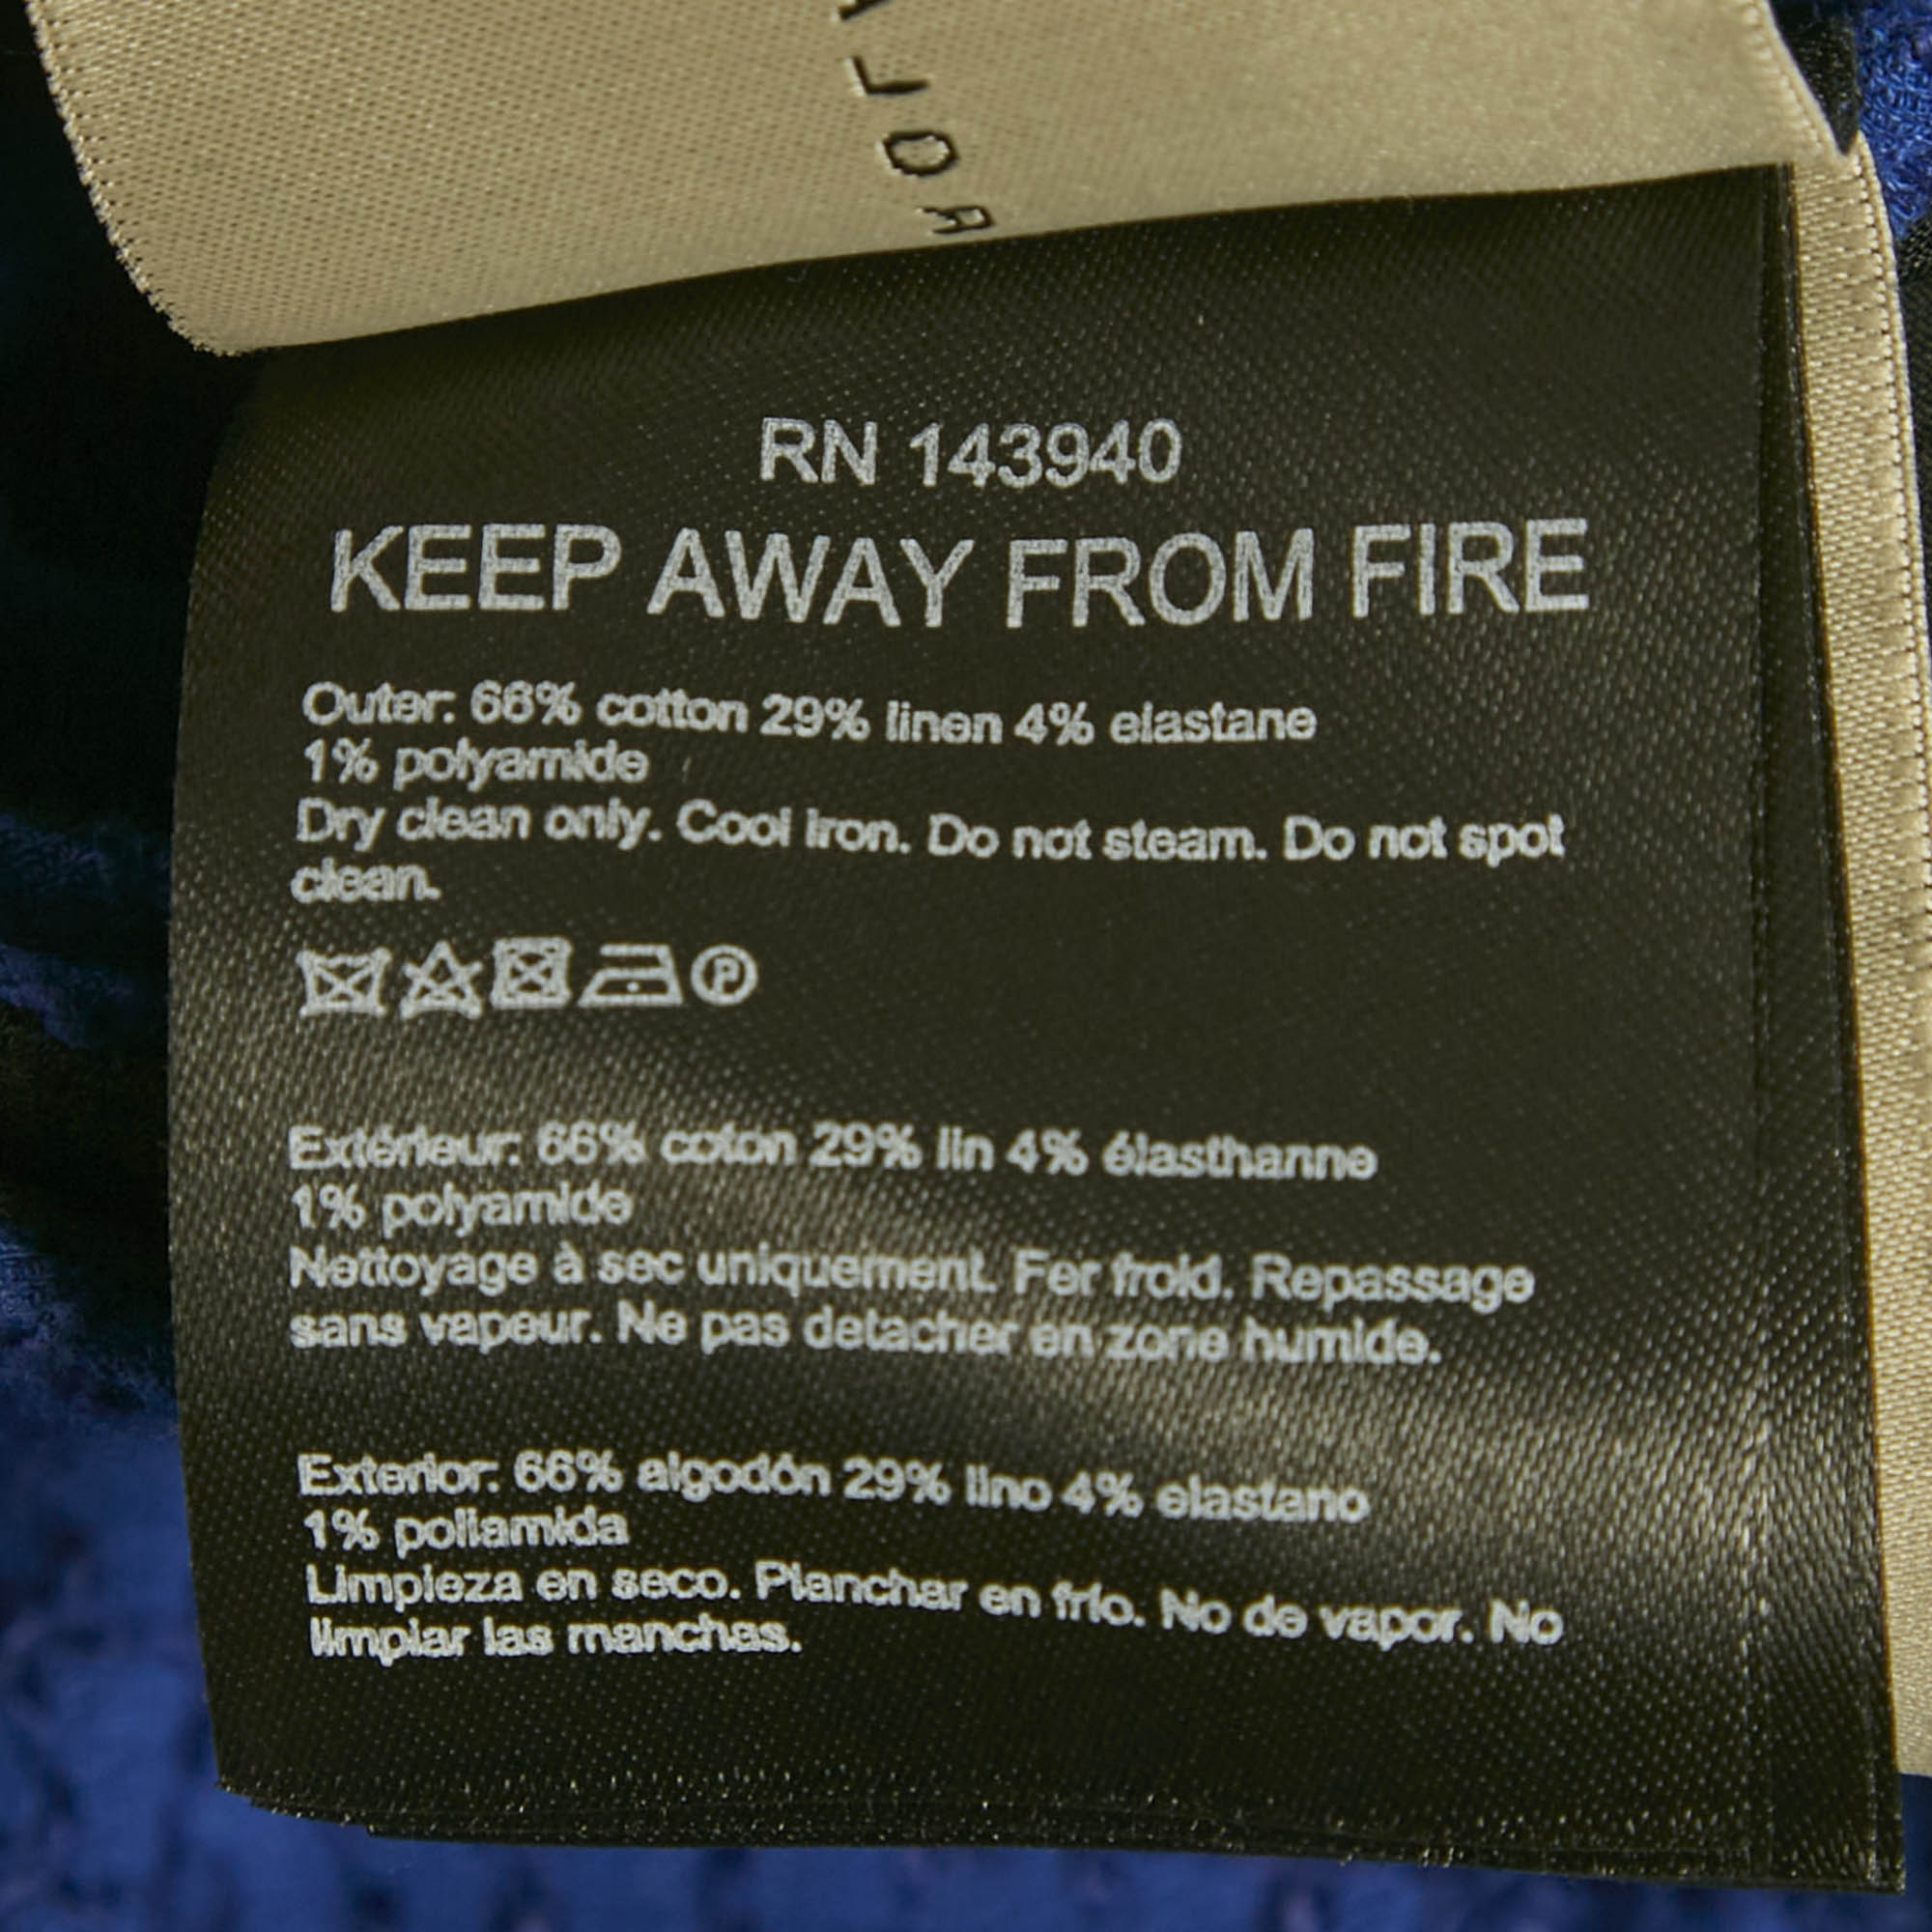 AJOR
RN 143940
KEEP AWAY FROM FIRE
Outer: 66% cotton 29% linen 4% elastane
1% polyamide
Dry clean only. Cool iron. Do not steam. Do not spot
clean.
P
Extérieur: 66% coton 29% lin 4% élasthanne
1% polyamide
Nettoyage à sec uniquement. Fer froid. Repassage
sans vapeur. Ne pas detacher en zone humide.
Exterior: 66% algodón 29% lino 4% elastano
1% poliamida
Limpieza en seco. Planchar en frío. No de vapor. No
limpiar las manchas.